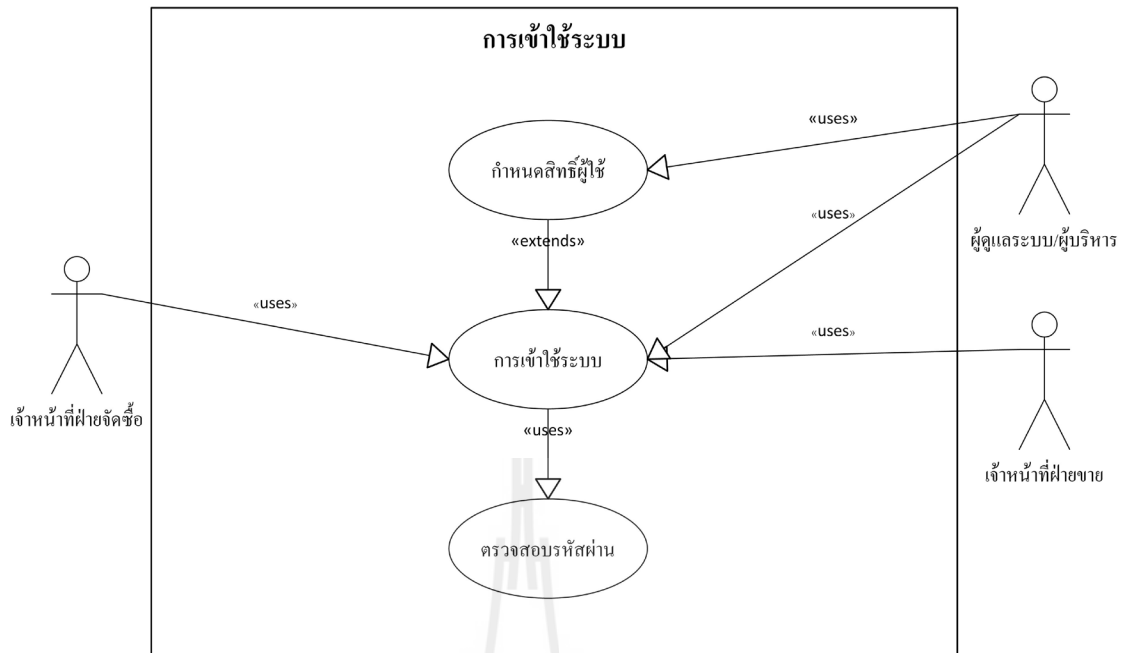 การเข้าใช้ระบบ
«uses»
กำหนดสิทธิ์ผู้ใช้
«uses»
ผู้ดูแลระบบ/ผู้บริหาร
«extends»
«uses»
«uses»
การเข้าใช้ระบบ
เจ้าหน้าที่ฝ่ายจัดซื้อ
«uses»
เจ้าหน้าที่ฝ่ายขาย
ตรวจสอบรหัสผ่าน